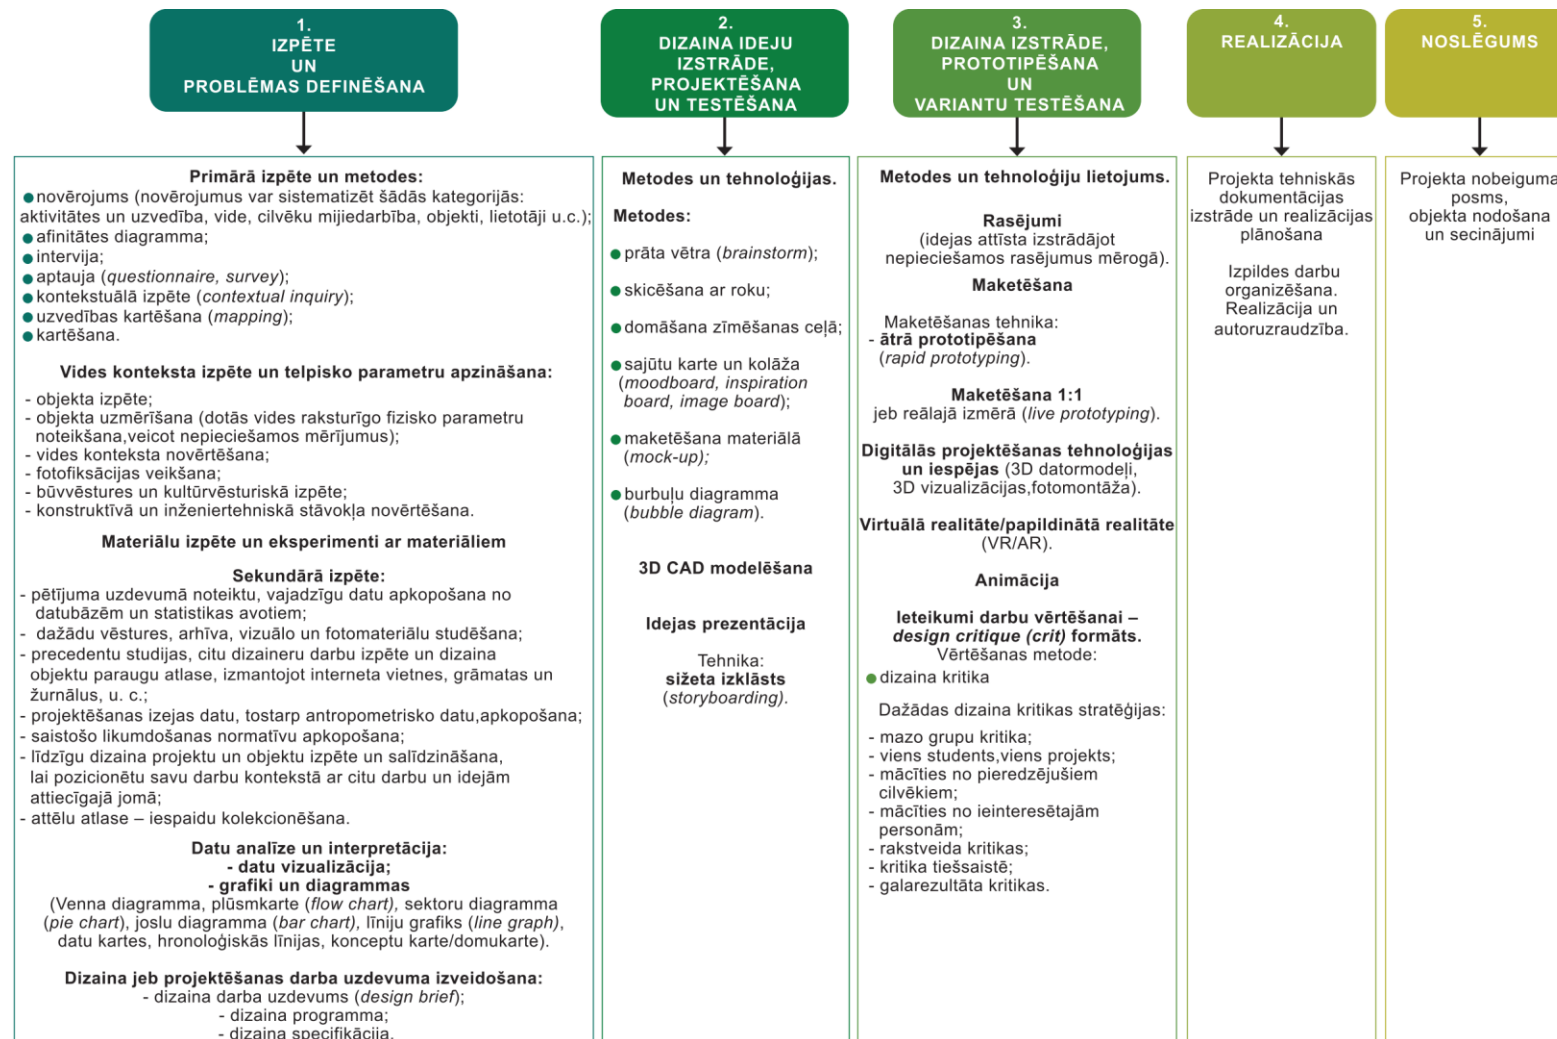 1.
IZPĒTE
UN
PROBLĒMAS DEFINĒŠANA
Primārā izpēte un metodes:
novērojums (novērojumus var sistematizēt šādās kategorijās:
aktivitātes un uzvedība, vide, cilvēku mijiedarbība, objekti, lietotāji u.c.);
afinitātes diagramma;
intervija;
aptauja (questionnaire, survey);
kontekstuālā izpēte (contextual inquiry);
uzvedības kartēšana (mapping);
kartēšana.
Vides konteksta izpēte un telpisko parametru apzināšana:
- objekta izpēte;
- objekta uzmērīšana (dotās vides raksturīgo fizisko parametru
noteikšana,veicot nepieciešamos mērījumus);
- vides konteksta novērtēšana;
- fotofiksācijas veikšana;
- būvvēstures un kultūrvēsturiskā izpēte;
- konstruktīvā un inženiertehniskā stāvokļa novērtēšana.
Materiālu izpēte un eksperimenti ar materiāliem
Sekundārā izpēte:
- pētījuma uzdevumā noteiktu, vajadzīgu datu apkopošana no
datubāzēm un statistikas avotiem;
- dažādu vēstures, arhīva, vizuālo un fotomateriālu studēšana;
- precedentu studijas, citu dizaineru darbu izpēte un dizaina
objektu paraugu atlase, izmantojot interneta vietnes, grāmatas un
žurnālus, u. c.;
- projektēšanas izejas datu, tostarp antropometrisko datu,apkopošana;
- saistošo likumdošanas normatīvu apkopošana;
- līdzīgu dizaina projektu un objektu izpēte un salīdzināšana,
lai pozicionētu savu darbu kontekstā ar citu darbu un idejām
attiecīgajā jomā;
- attēlu atlase – iespaidu kolekcionēšana.
Datu analīze un interpretācija:
- datu vizualizācija;
- grafiki un diagrammas
(Venna diagramma, plūsmkarte (flow chart), sektoru diagramma
(pie chart), joslu diagramma (bar chart), līniju grafiks (line graph),
datu kartes, hronoloģiskās līnijas, konceptu karte/domukarte).
Dizaina jeb projektēšanas darba uzdevuma izveidošana:
- dizaina darba uzdevums (design brief);
- dizaina programma;
- dizaina specifikācija.
2.
DIZAINA IDEJU
IZSTRĀDE,
PROJEKTĒŠANA
UN TESTĒŠANA
Metodes un tehnoloģijas.
Metodes:
prāta vētra (brainstorm);
skicēšana ar roku;
domāšana zīmēšanas ceļā;
sajūtu karte un kolāža
(moodboard, inspiration
board, image board);
maketēšana materiālā
(mock-up);
burbuļu diagramma
(bubble diagram).
3D CAD modelēšana
Idejas prezentācija
Tehnika:
sižeta izklāsts
(storyboarding).
3.
DIZAINA IZSTRĀDE,
PROTOTIPĒŠANA
UN
VARIANTU TESTĒŠANA
Metodes un tehnoloģiju lietojums.
Rasējumi
(idejas attīsta izstrādājot
nepieciešamos rasējumus mērogā).
Maketēšana
Maketēšanas tehnika:
- ātrā prototipēšana
(rapid prototyping).
Maketēšana 1:1
jeb reālajā izmērā (live prototyping).
Digitālās projektēšanas tehnoloģijas
un iespējas (3D datormodeļi,
3D vizualizācijas,fotomontāža).
Virtuālā realitāte/papildinātā realitāte
(VR/AR).
Animācija
Ieteikumi darbu vērtēšanai –
design critique (crit) formāts.
Vērtēšanas metode:
dizaina kritika
Dažādas dizaina kritikas stratēģijas:
- mazo grupu kritika;
- viens students,viens projekts;
- mācīties no pieredzējušiem
cilvēkiem;
- mācīties no ieinteresētajām
personām;
- rakstveida kritikas;
- kritika tiešsaistē;
- galarezultāta kritikas.
4.
REALIZĀCIJA
Projekta tehniskās
dokumentācijas
izstrāde un realizācijas
plānošana
Izpildes darbu
organizēšana.
Realizācija un
autoruzraudzība.
5.
NOSLĒGUMS
Projekta nobeiguma
posms,
objekta nodošana
un secinājumi